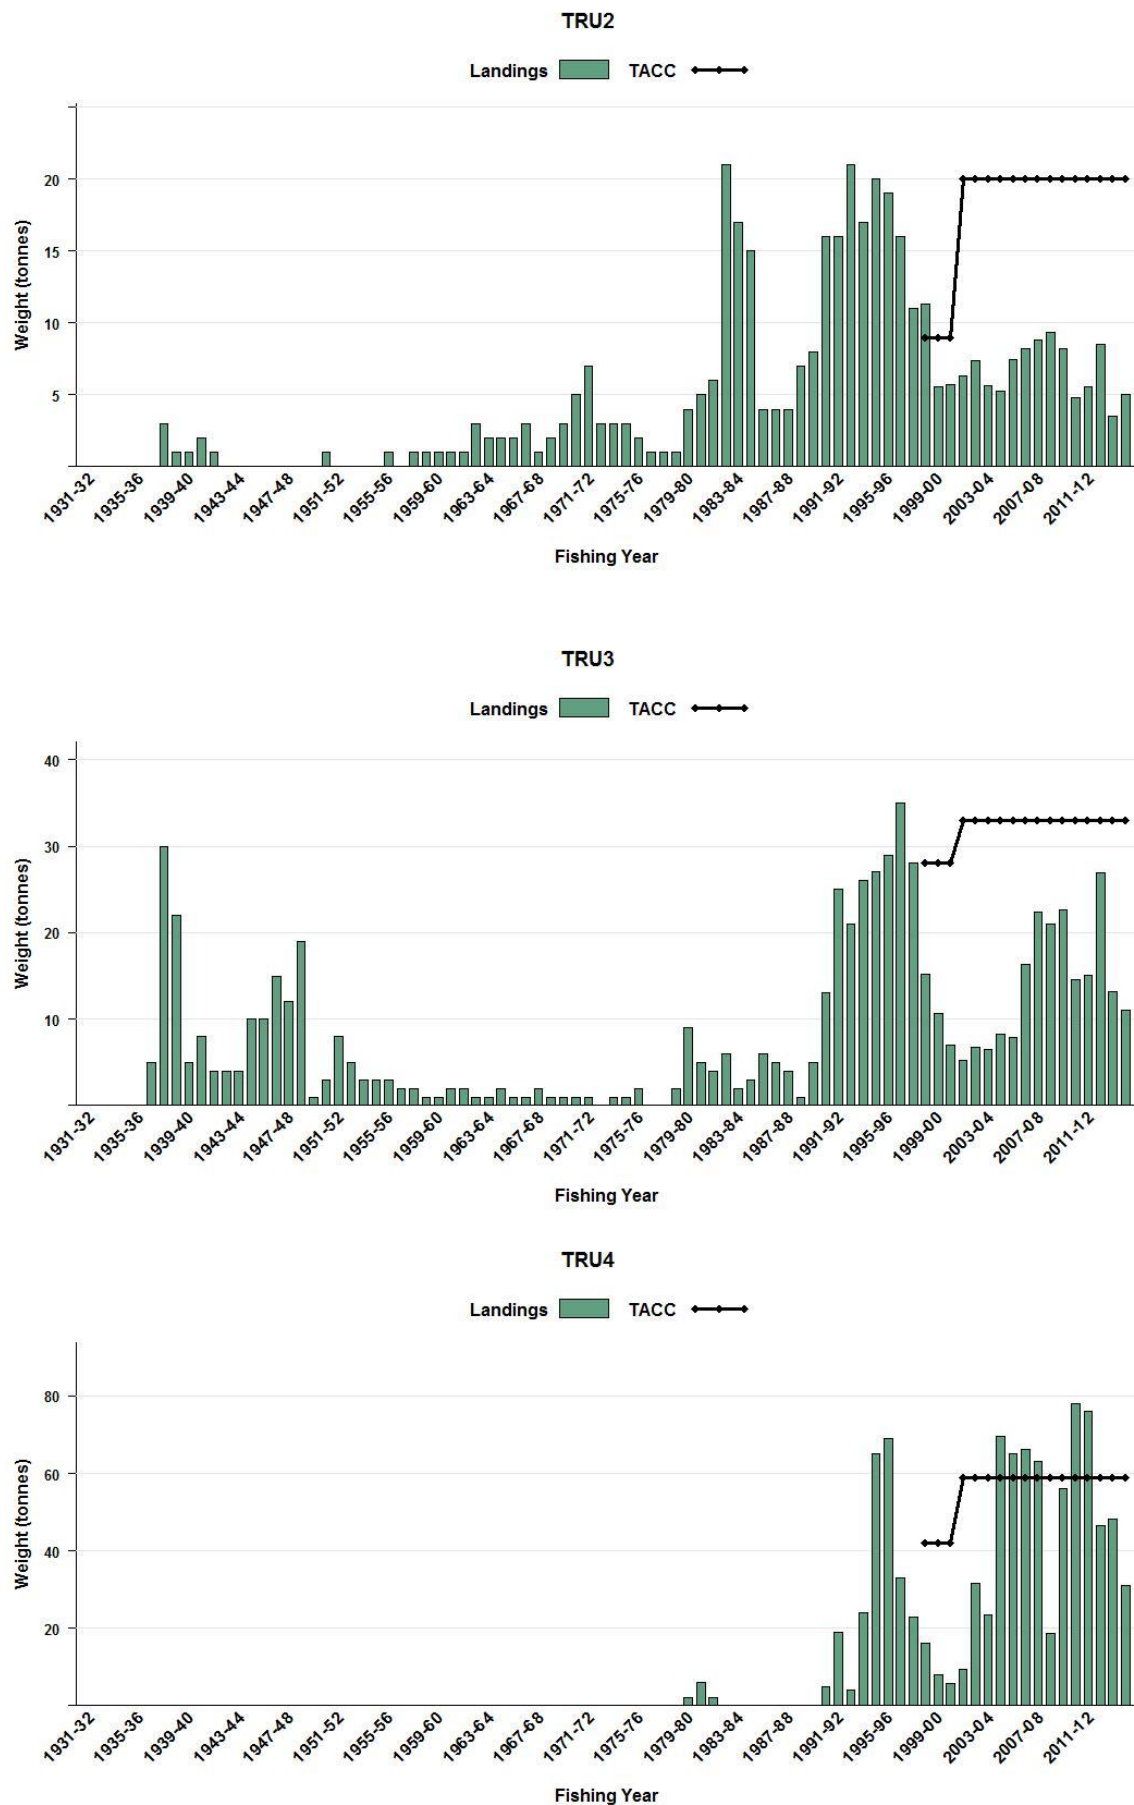 TRU2
Landings TACC
20
15
10
5
Weight (tonnes)
1931-32 1935-36 1939-40 1943-44 1947-48 1951-52 1955-56 1959-60 1963-64 1967-68 1971-72 1975-76 1979-80 1983-84 1987-88 1991-92 1995-96 1999-00 2003-04 2007-08 2011-12
Fishing Year
TRU3
Landings TACC
40
30
20
10
Weight (tonnes)
1931-32 1935-36 1939-40 1943-44 1947-48 1951-52 1955-56 1959-60 1963-64 1967-68 1971-72 1975-76 1979-80 1983-84 1987-88 1991-92 1995-96 1999-00 2003-04 2007-08 2011-12
Fishing Year
TRU4
Landings TACC
80
60
40
20
Weight (tonnes)
1931-32 1935-36 1939-40 1943-44 1947-48 1951-52 1955-56 1959-60 1963-64 1967-68 1971-72 1975-76 1979-80 1983-84 1987-88 1991-92 1995-96 1999-00 2003-04 2007-08 2011-12
Fishing Year